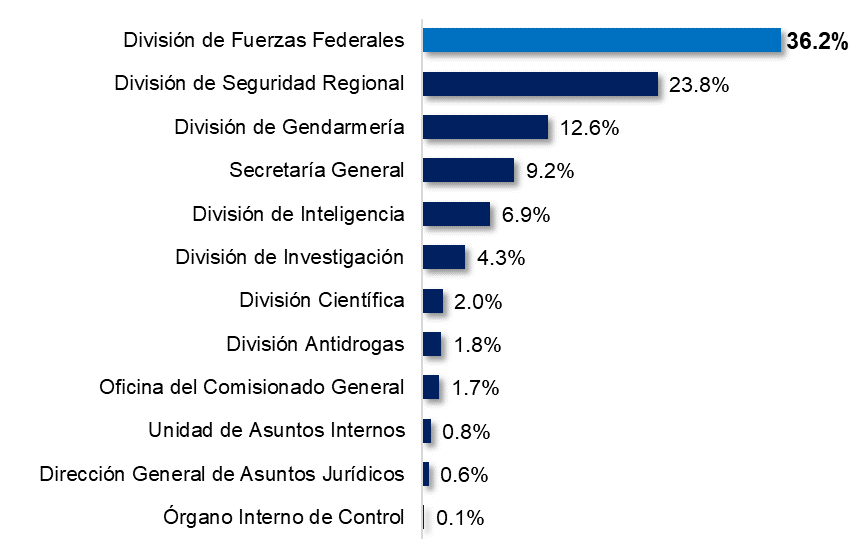 División de Fuerzas Federales 36.2%
División de Seguridad Regional 23.8%
División de Gendarmería 12.6%
Secretaría General 9.2%
División de Inteligencia 6.9%
División de Investigación 4.3%
División Científica 2.0%
División Antidrogas 1.8%
Oficina del Comisionado General 1.7%
Unidad de Asuntos Internos 0.8%
Dirección General de Asuntos Jurídicos 0.6%
Órgano Interno de Control 0.1%